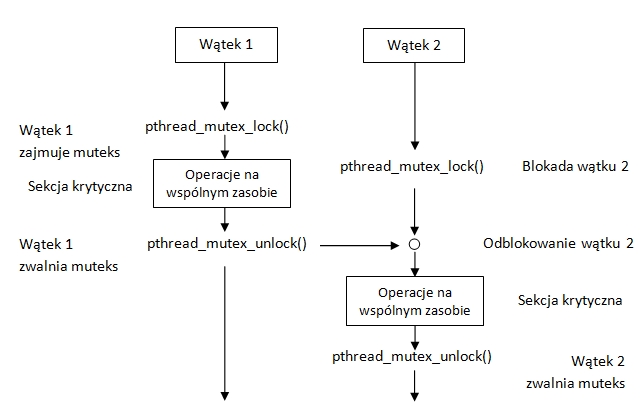 Wątek 1
Wątek 2
Wątek 1
zajmuje muteks
pthread_mutex_lock()
pthread_mutex_lock()
Blokada wątku 2
Sekcja krytyczna
Operacje na
wspólnym zasobie
Wątek 1
zwalnia muteks
pthread_mutex_unlock()
Odblokowanie wątku 2
Operacje na
wspólnym zasobie
Sekcja krytyczna
pthread_mutex_unlock()
Wątek 2
zwalnia muteks